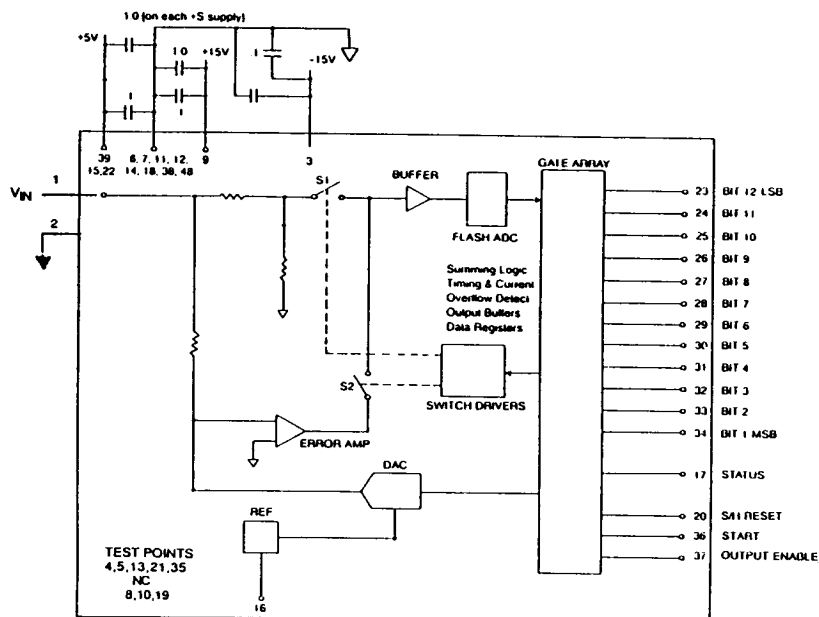 1.0 (on each +S supply)
+5V
1.0
+15V
.1
-15V
1
1
39
15,22
6, 7, 11, 12,
14, 18, 38, 48
9
3
1
VIN
2
S1
BUFFER
FLASH ADC
GATE ARRAY
Summing Logic
Timing & Current
Overflow Detect
Output Buffers
Data Registers
S2
SWITCH DRIVERS
ERROR AMP
DAC
REF
16
TEST POINTS
4,5,13,21,35
NC
8,10,19
23 BIT 12 LSB
24 BIT 11
25 BIT 10
26 BIT 9
27 BIT 8
28 BIT 7
29 BIT 6
30 BIT 5
31 BIT 4
32 BIT 3
33 BIT 2
34 BIT 1 MSB
17 STATUS
20 S/H RESET
36 START
37 OUTPUT ENABLE